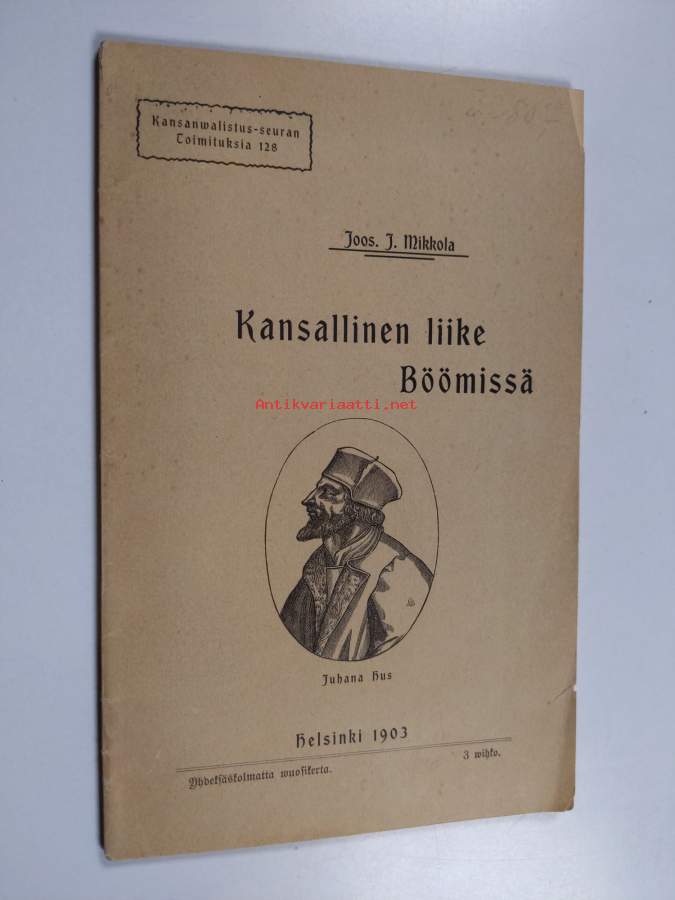 Kansanwalistus-seuran
Toimituksia 128
Joos. J. Mikkola
Kansallinen liike
Böömissä
Antikvariaatti.net
Juhana Hus
Helsinki 1903
Yhdeksäskolmatta wuosikerta.
3 wihko.